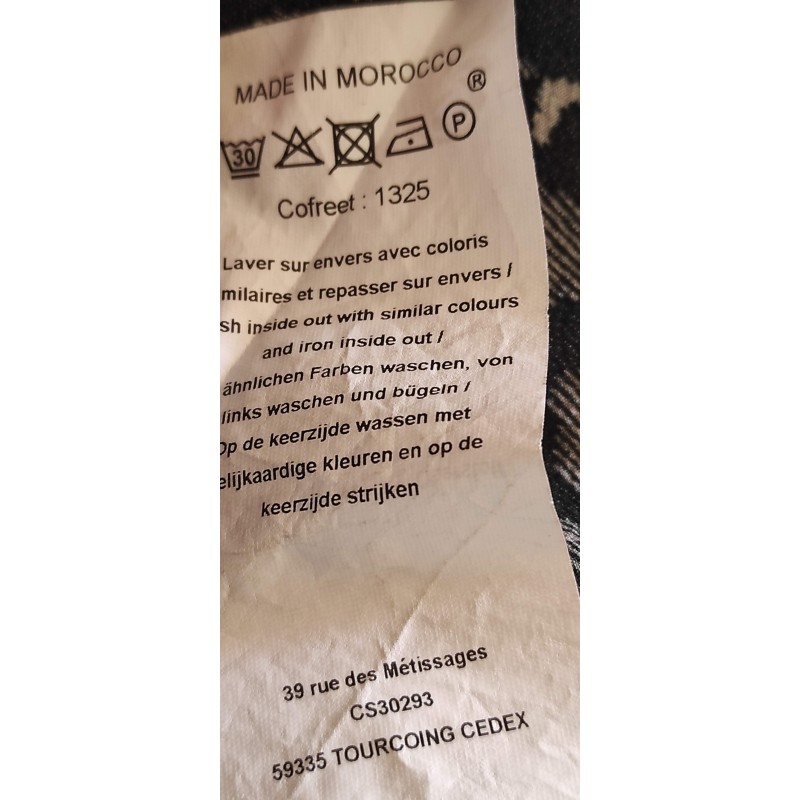 MADE IN MOROCCO
®
30 P
Cofreet : 1325
Laver sur envers avec coloris
milaires et repasser sur envers /
sh inside out with similar colours
and iron inside out /
ähnlichen Farben waschen, von
links waschen und bügeln /
Op de keerzijde wassen met
elijkaardige kleuren en op de
keerzijde strijken
39 rue des Métissages
CS30293
59335 TOURCOING CEDEX